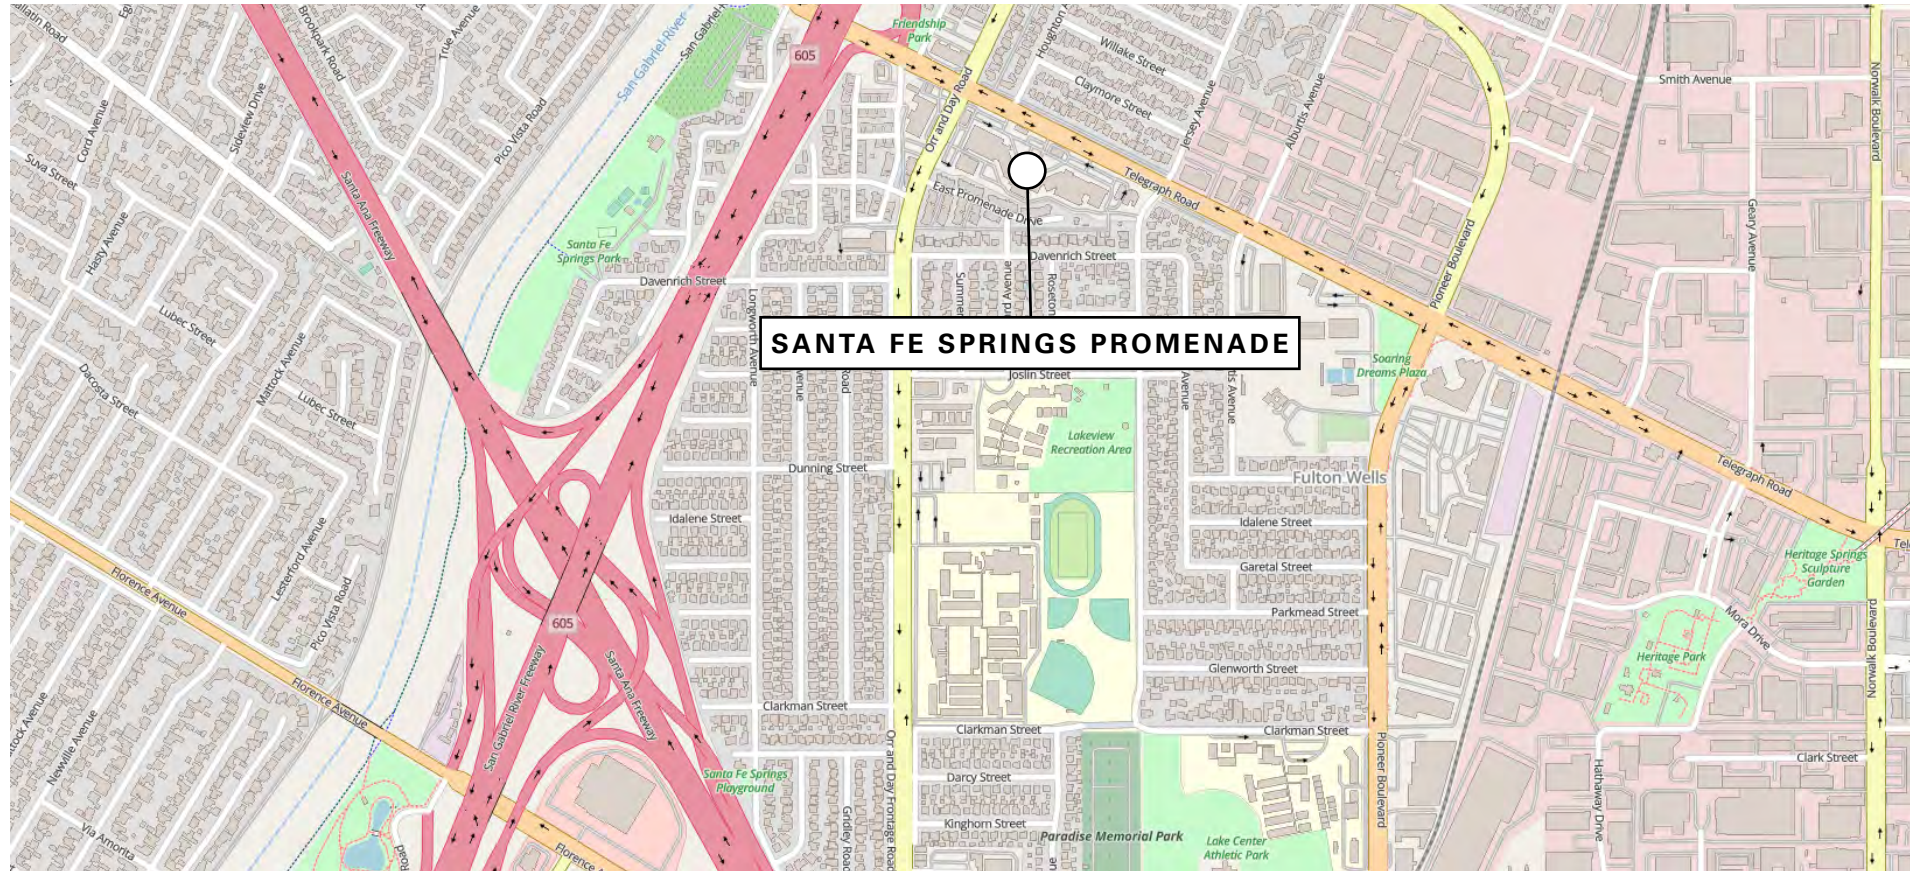 Brookpark Road
True Avenue
San Gabriel River
605
Friendship
Park
Willake Street
Claymore Street
Jersey Avenue
Alburtis Avenue
Smith Avenue
Norwalk Boulevard
Cord Avenue
Sideview Drive
Pico Vista Road
Orr and Day Road
Suva Street
Santa Ana Freeway
East Promenade Drive
Telegraph Road
Geary Avenue
Hasty Avenue
Santa Fe
Springs Park
Davenrich Street
Davenrich Street
Pioneer Boulevard
Lubec Street
Longworth Avenue
Roseton
SANTA FE SPRINGS PROMENADE
Mattock Avenue
Dacosta Street
Lubec Street
Joslin Street
Soaring
Dreams Plaza
Avenue
Road
Avenue
Lakeview
Recreation Area
Dunning Street
Fulton Wells
Telegraph Road
Idalene Street
Idalene Street
Lesterford Avenue
Florence Avenue
Garetal Street
Heritage Springs
Sculpture
Garden
Pico Vista Road
605
Parkmead Street
Mora Drive
Norwalk Boulevard
San Gabriel River Freeway
Santa Ana Freeway
Glenworth Street
Heritage Park
Florence Avenue
Clarkman Street
Clarkman Street
Clarkman Street
Newville Avenue
Santa Fe Springs
Playground
Orr and Day Frontage Road
Darcy Street
Pioneer Boulevard
Hathaway Drive
Clark Street
Gridley Road
Kinghorn Street
Paradise Memorial Park
Lake Center
Athletic Park
Via Amorita
Road
Florence